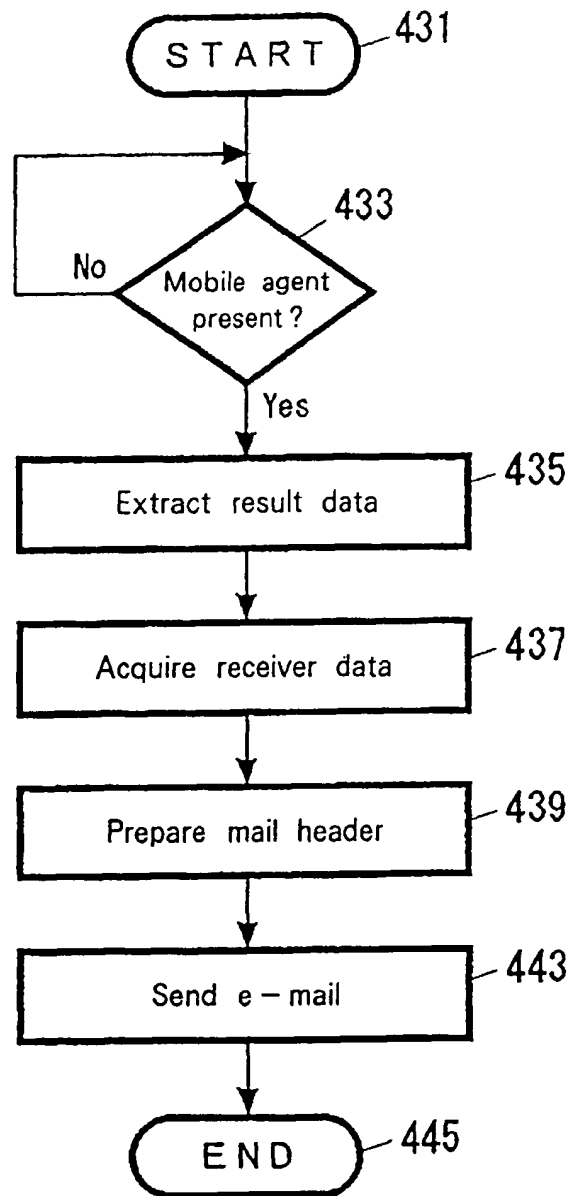 START
431
433
Mobile agent
present?
No
Yes
Extract result data
435
Acquire receiver data
437
Prepare mail header
439
Send e-mail
443
END
445